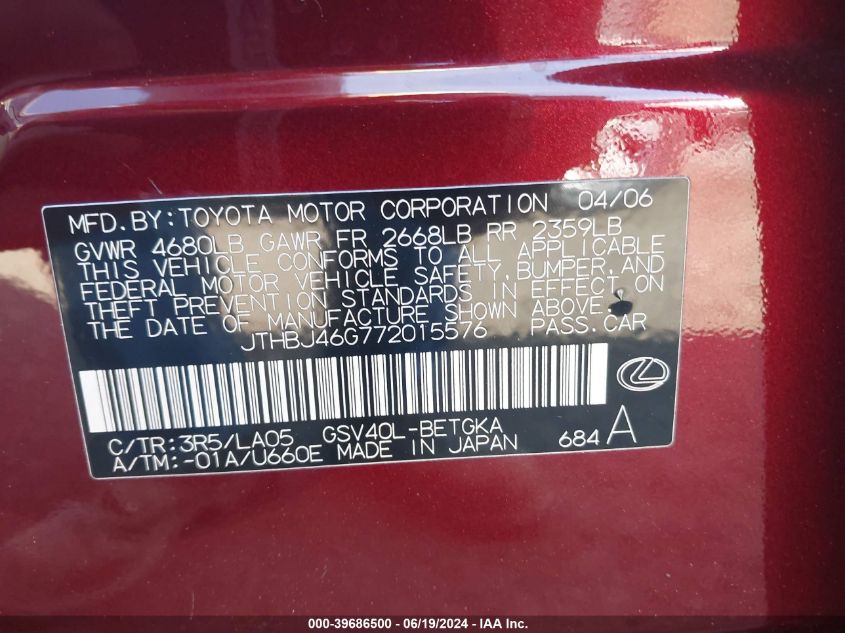 MFD.BY:TOYOTA MOTOR CORPORATION 04/06
GVWR 4680LB GAWR FR 2668LB RR 2359LB
THIS VEHICLE CONFORMS TO ALL APPLICABLE
FEDERAL MOTOR VEHICLE SAFETY,BUMPER,AND
THEFT PREVENTION STANDARDS IN EFFECT ON
THE DATE OF MANUFACTURE SHOWN ABOVE.
JTHBJ46G772015576 PASS.CAR
C/TR:3R5/LA05 GSV40L-BETGKA
A/TM:-01A/U660E MADE IN JAPAN 684 A
000-39686500 - 06/19/2024 - IAA Inc.